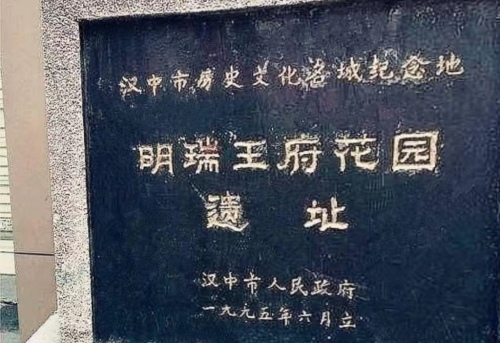 汉中市历史文化名城纪念地
明瑞王府花园
遗址
汉中市人民政府
一九九五年六月立